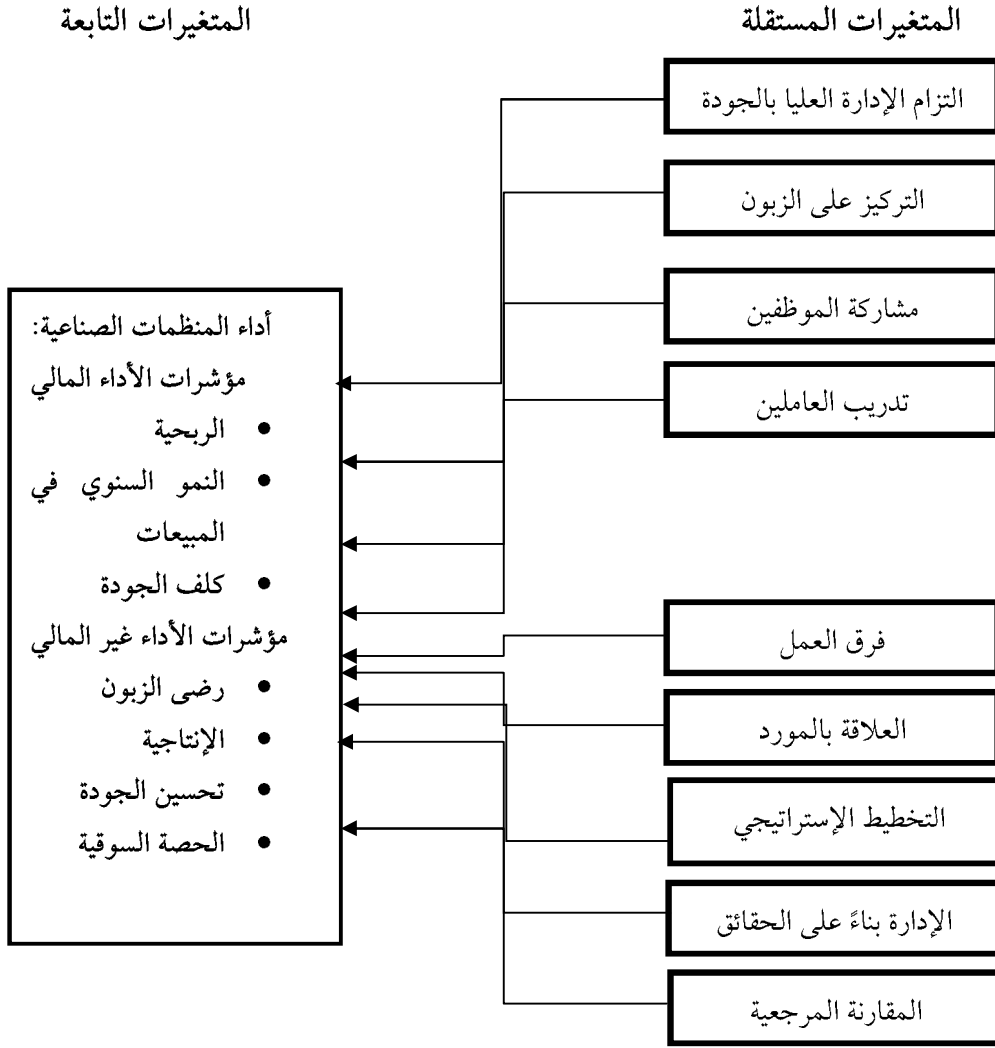 المتغيرات المستقلة
المتغيرات التابعة
التزام الإدارة العليا بالجودة
التركيز على الزبون
مشاركة الموظفين
تدريب العاملين
فرق العمل
العلاقة بالمورد
التخطيط الإستراتيجي
الإدارة بناءً على الحقائق
المقارنة المرجعية
أداء المنظمات الصناعية:
مؤشرات الأداء المالي
• الربحية
• النمو السنوي في
المبيعات
• كلف الجودة
مؤشرات الأداء غير المالي
• رضى الزبون
• الإنتاجية
• تحسين الجودة
• الحصة السوقية